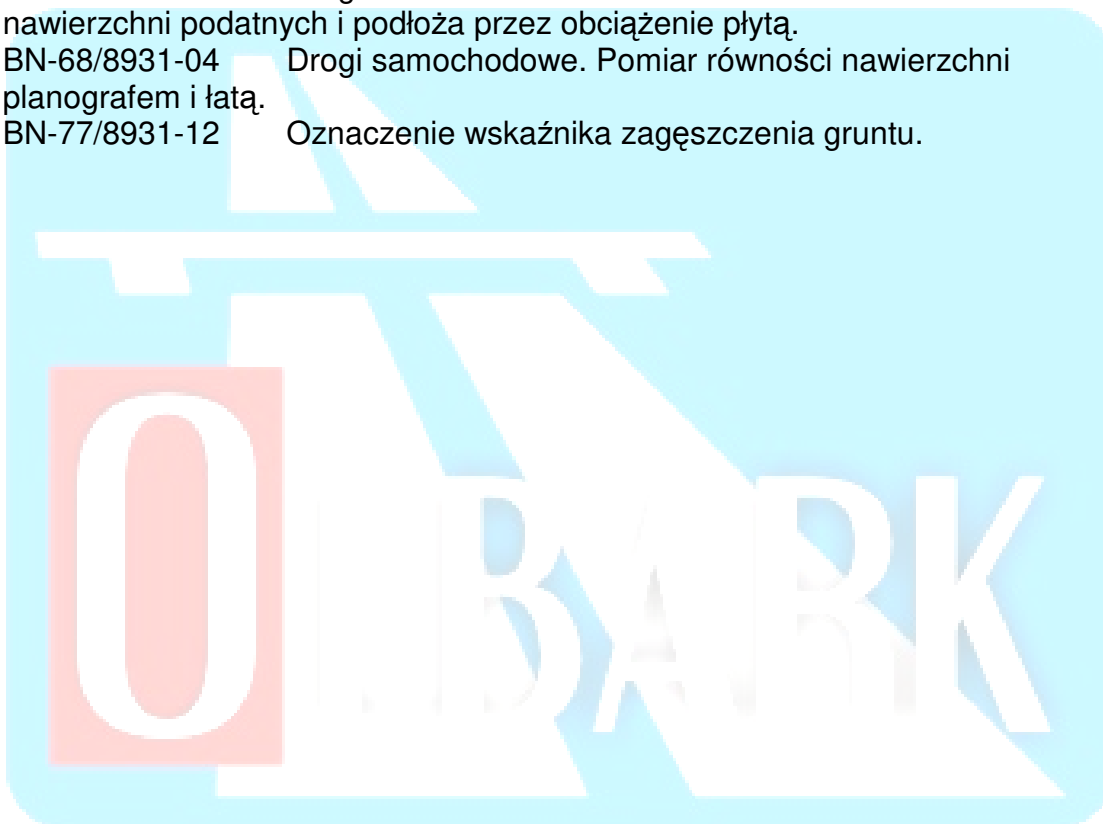 nawierzchni podatnych i podłoża przez obciążenie płytą.
BN-68/8931-04 Drogi samochodowe. Pomiar równości nawierzchni
planografem i łatą.
BN-77/8931-12 Oznaczenie wskaźnika zagęszczenia gruntu.